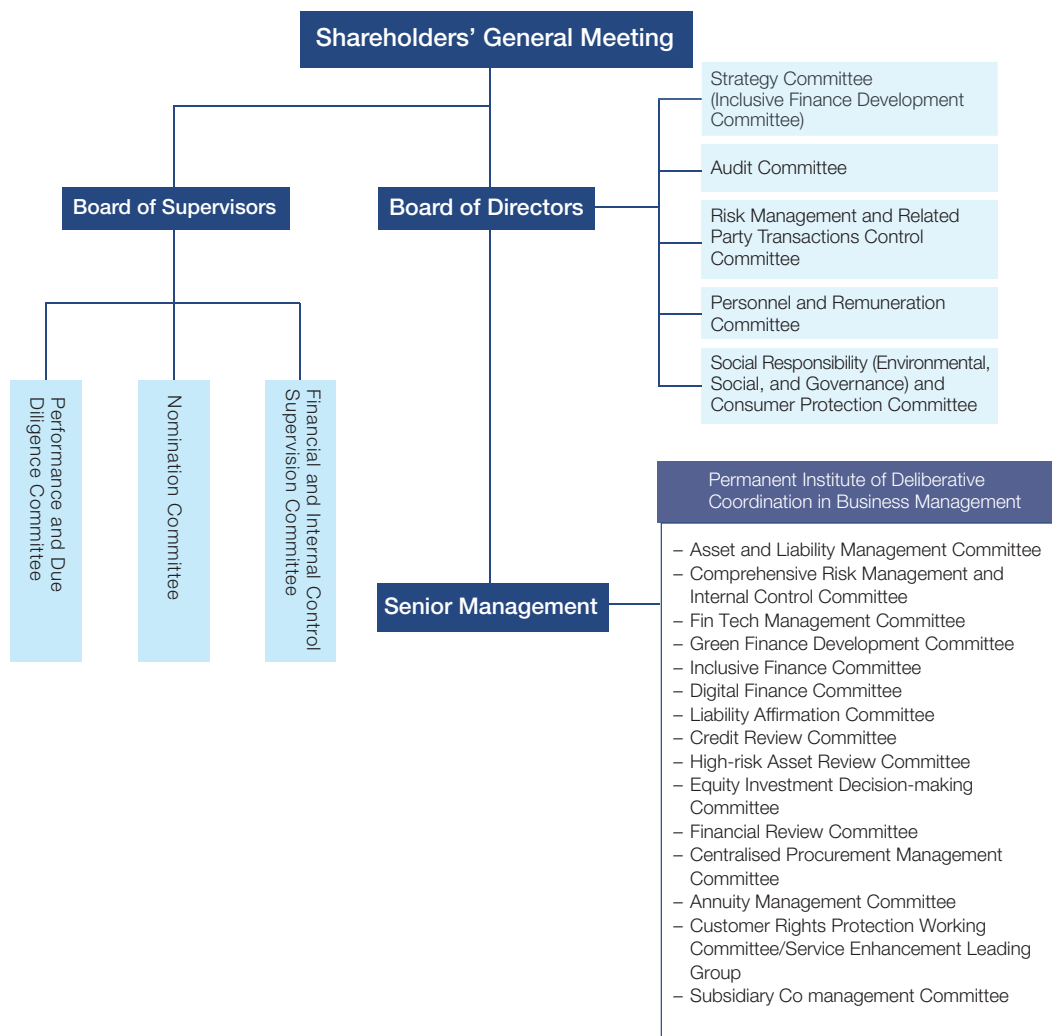 Shareholders’ General Meeting
Strategy Committee
(Inclusive Finance Development
Committee)
Audit Committee
Board of Supervisors
Board of Directors
Risk Management and Related
Party Transactions Control
Committee
Personnel and Remuneration
Committee
Social Responsibility (Environmental,
Social, and Governance) and
Consumer Protection Committee
Performance and Due
Diligence Committee
Nomination Committee
Financial and Internal Control
Supervision Committee
Permanent Institute of Deliberative
Coordination in Business Management
Senior Management
– Asset and Liability Management Committee
– Comprehensive Risk Management and
Internal Control Committee
– Fin Tech Management Committee
– Green Finance Development Committee
– Inclusive Finance Committee
– Digital Finance Committee
– Liability Affirmation Committee
– Credit Review Committee
– High-risk Asset Review Committee
– Equity Investment Decision-making
Committee
– Financial Review Committee
– Centralised Procurement Management
Committee
– Annuity Management Committee
– Customer Rights Protection Working
Committee/Service Enhancement Leading
Group
– Subsidiary Co management Committee